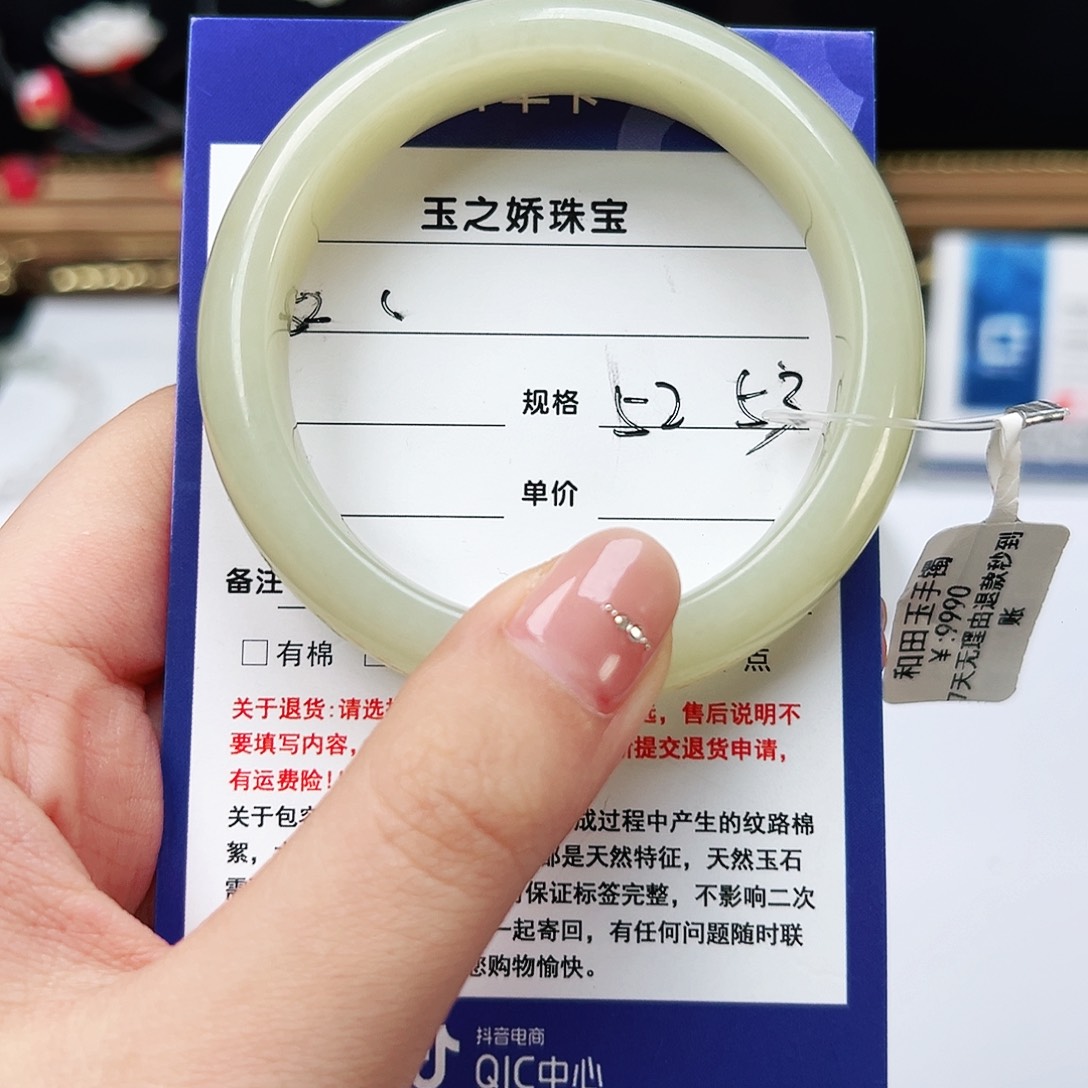 玉之娇珠宝
规格 52 53
单价
备注
□有棉 点
关于退货:请选 ，售后说明不
要填写内容， 提交退货申请，
有运费险!
关于包 成过程中产生的纹路棉
絮， 都是天然特征，天然玉石
需 保证标签完整，不影响二次
一起寄回，有任何问题随时联
您购物愉快。
抖音电商
QIC中心
和田玉手镯
￥:9990
7天无理由退款秒到
账